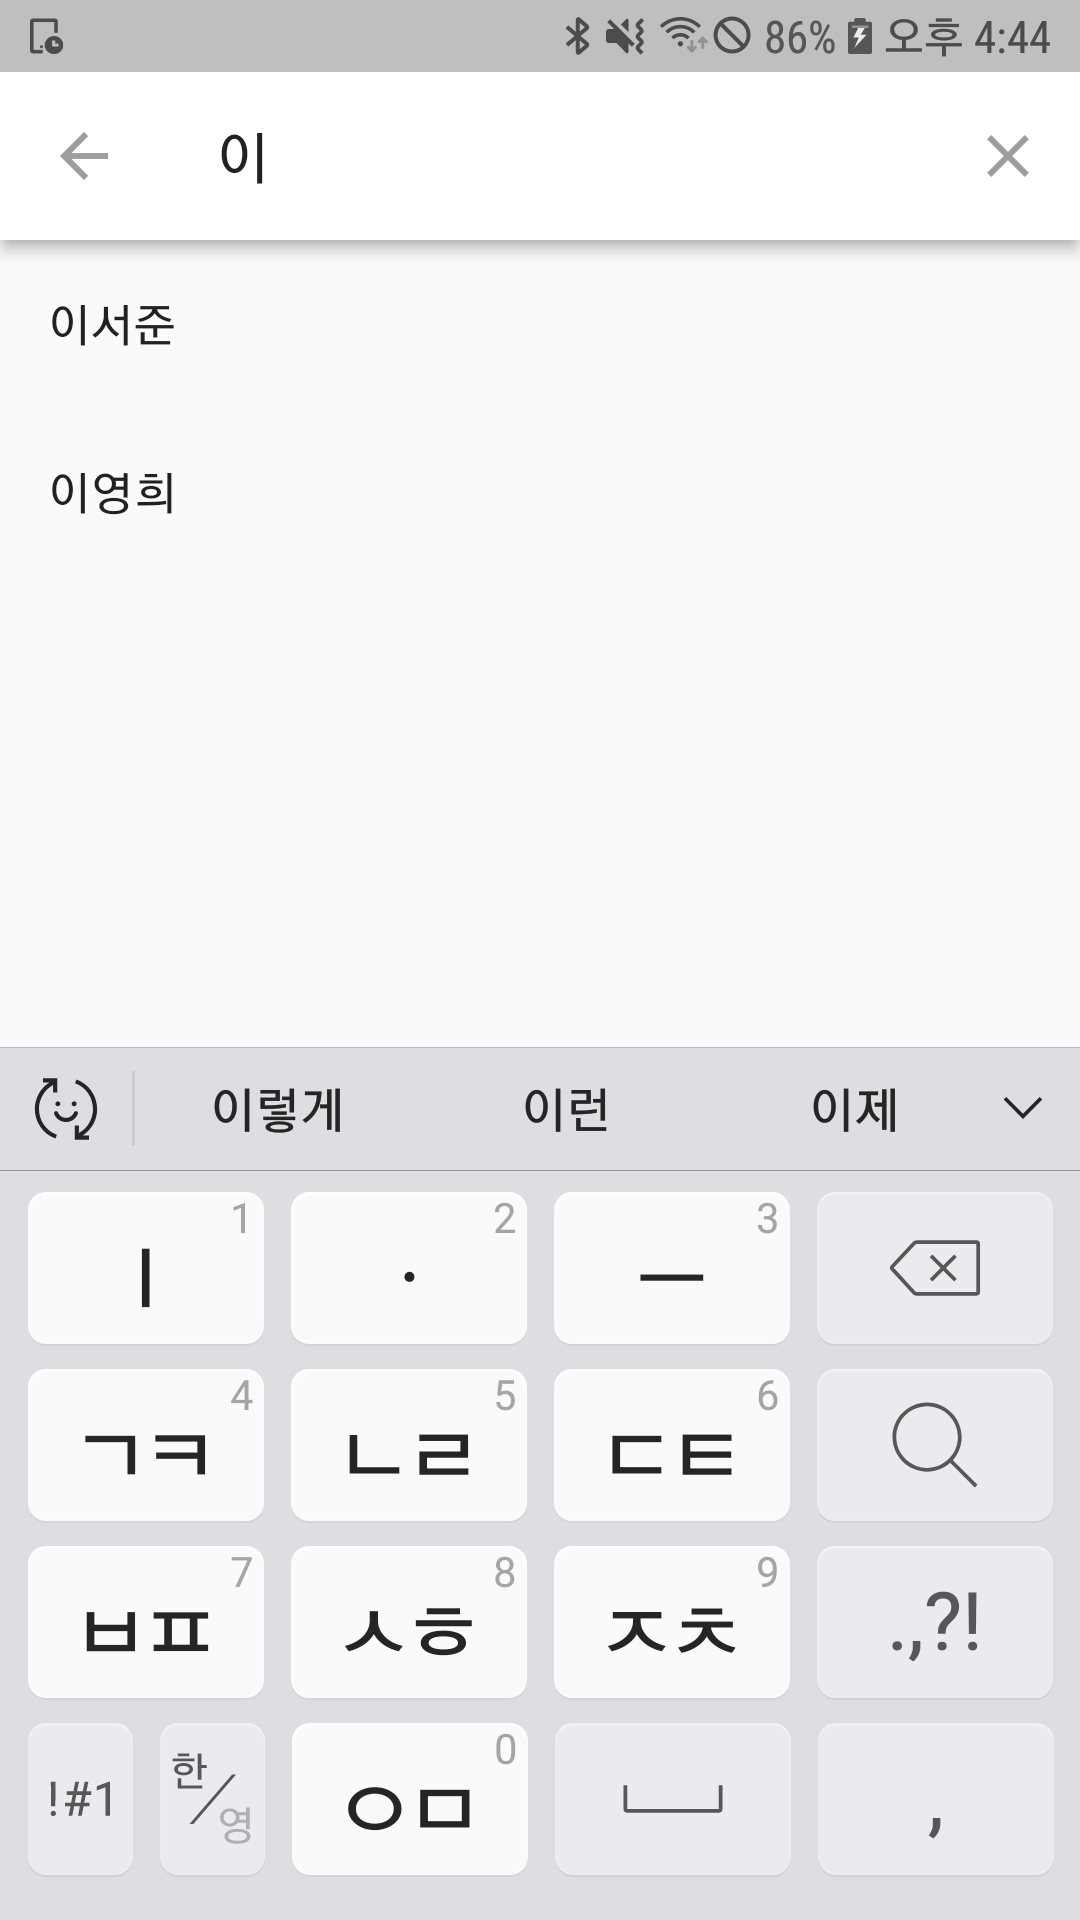 86% 오후 4:44
이
이서준
이영희
이렇게 이런 이제
ㅣ 1 · 2 ㅡ 3
ㄱㅋ 4 ㄴㄹ 5 ㄷㅌ 6
ㅂㅍ 7 ㅅㅎ 8 ㅈㅊ 9 .,?!
!#1 한/영 ㅇㅁ 0 ,